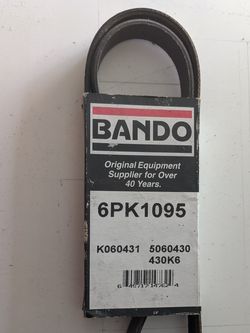 BANDO
Original Equipment
Supplier for Over
40 Years.
6PK1095
K060431 5060430
430K6